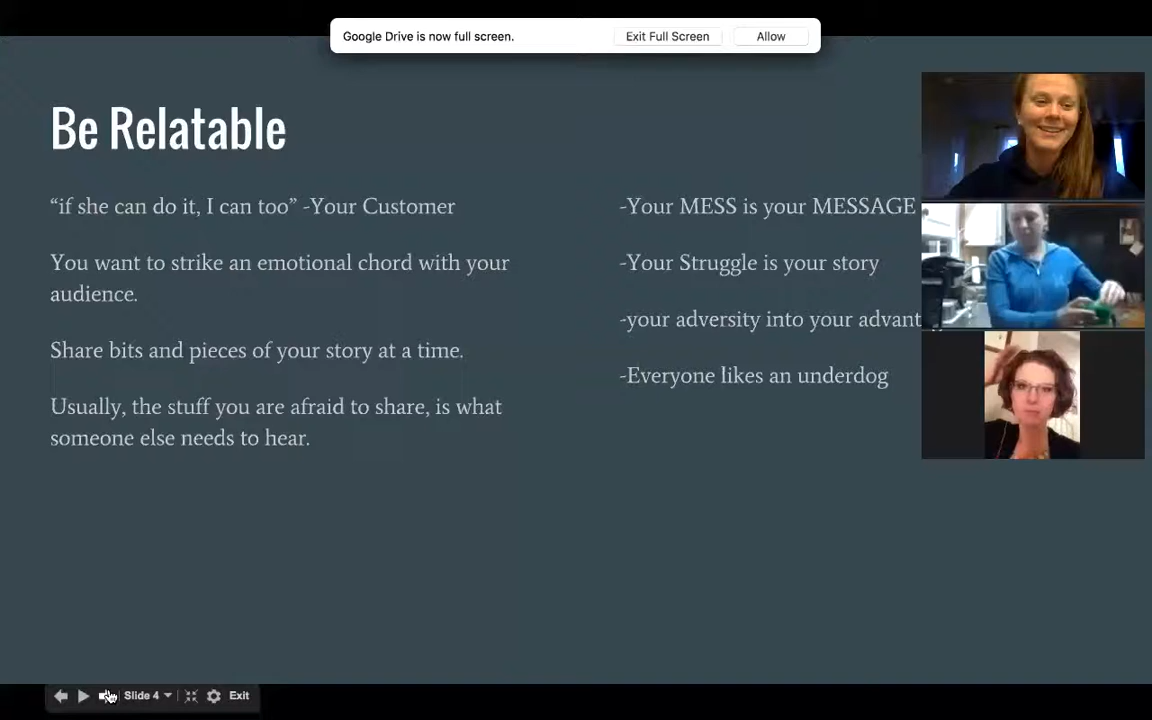 Google Drive is now full screen.
Exit Full Screen
Allow
Be Relatable
“if she can do it, I can too” -Your Customer
You want to strike an emotional chord with your
audience.
Share bits and pieces of your story at a time.
Usually, the stuff you are afraid to share, is what
someone else needs to hear.
-Your MESS is your MESSAGE
-Your Struggle is your story
-your adversity into your advant
-Everyone likes an underdog
Slide 4
Exit